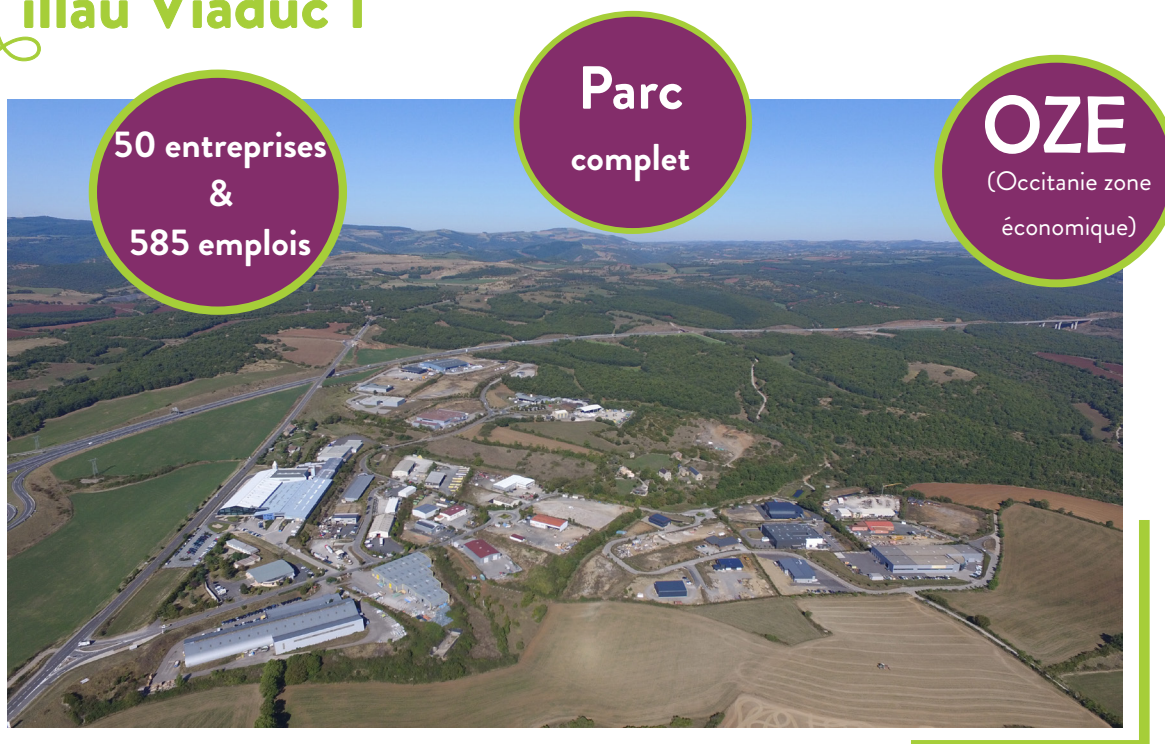 illau Viaduc 1
50 entreprises
&
585 emplois
Parc
complet
OZE
(Occitanie zone
économique)